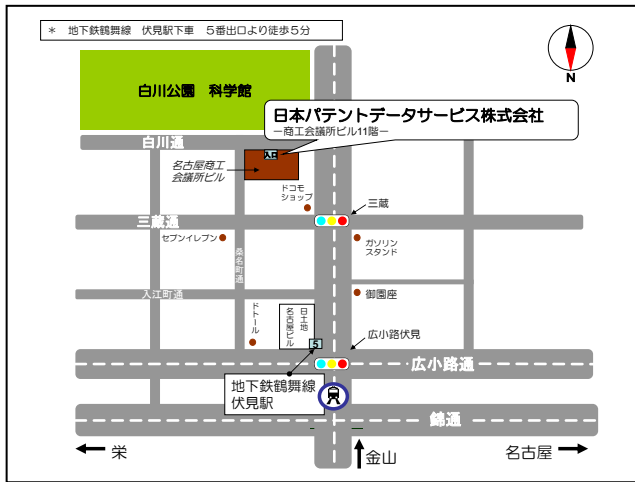 ＊ 地下鉄鶴舞線 伏見駅下車 ５番出口より徒歩５分
N
白川公園 科学館
日本パテントデータサービス株式会社
－商工会議所ビル11階－
白川通
入口
名古屋商工
会議所ビル
ドコモ
ショップ
三蔵
三蔵通
セブンイレブン
桑名町通
ガソリン
スタンド
入江町通
御園座
ドトール
日土地
名古屋ビル
5
広小路伏見
広小路通
地下鉄鶴舞線
伏見駅
錦通
栄
金山
名古屋